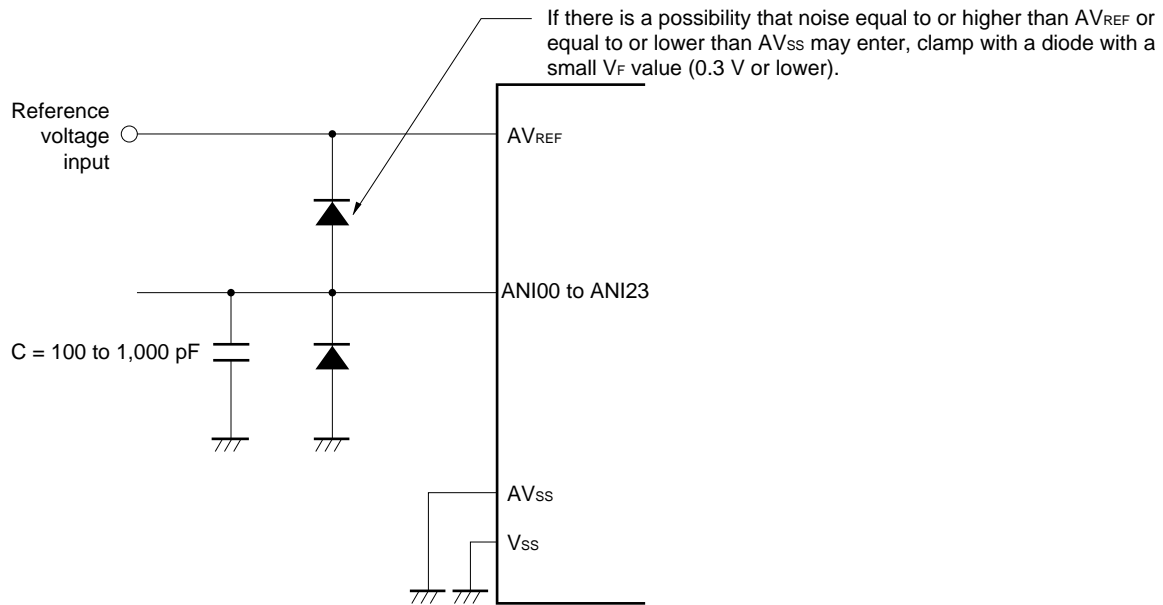 If there is a possibility that noise equal to or higher than AVREF or
equal to or lower than AVSS may enter, clamp with a diode with a
small VF value (0.3 V or lower).
Reference
voltage
input
AVREF
ANI00 to ANI23
C = 100 to 1,000 pF
AVSS
VSS